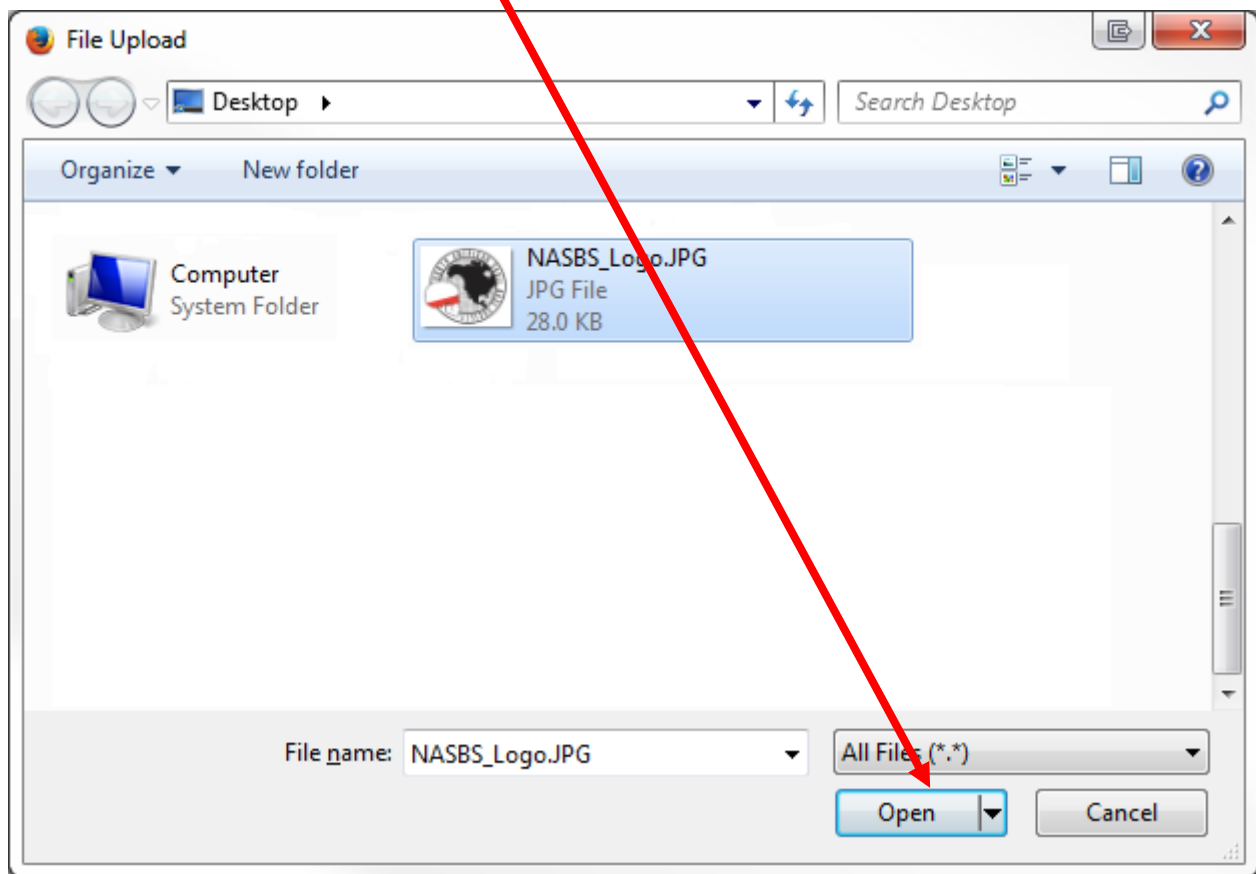 File Upload
Desktop
Search Desktop
Organize
New folder
Computer
System Folder
NASBS_Logo.JPG
JPG File
28.0 KB
File name:
NASBS_Logo.JPG
All Files (*.*)
Open
Cancel